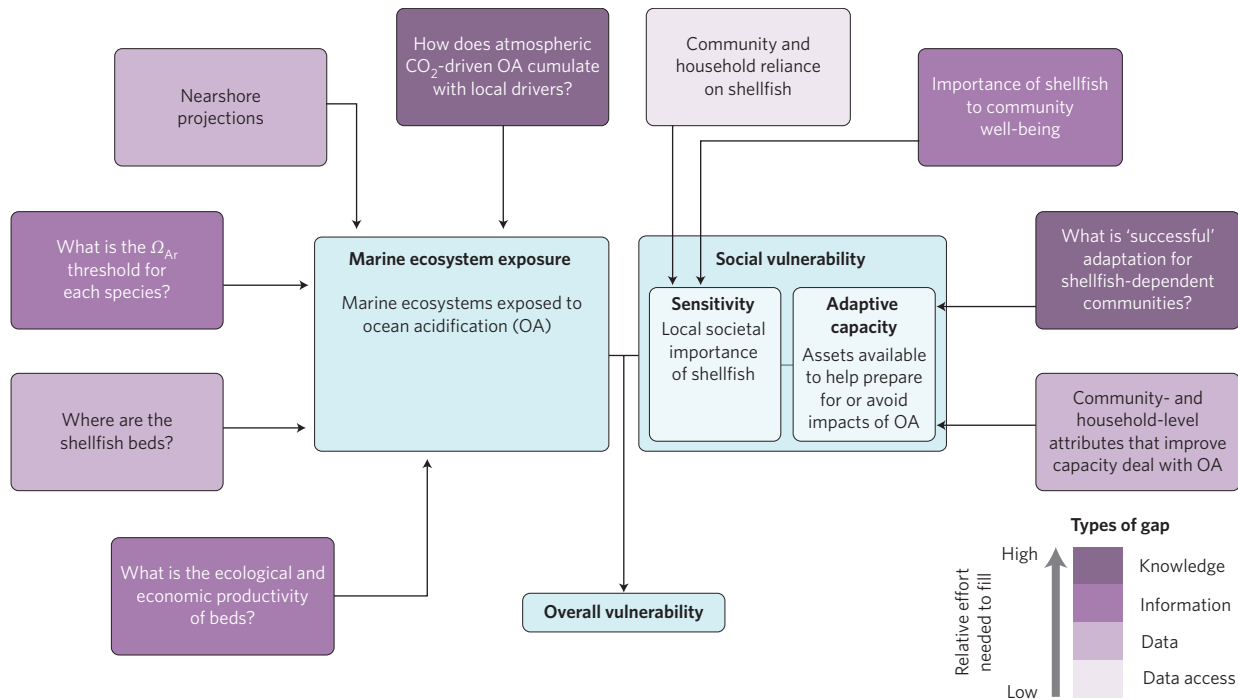 How does atmospheric
CO₂-driven OA cumulate
with local drivers?
Community and
household reliance
on shellfish
Nearshore
projections
Importance of shellfish
to community
well-being
What is the Ω_Ar
threshold for
each species?
Marine ecosystem exposure
Marine ecosystems exposed to
ocean acidification (OA)
Social vulnerability
Sensitivity
Local societal
importance
of shellfish
Adaptive
capacity
Assets available
to help prepare
for or avoid
impacts of OA
What is ‘successful’
adaptation for
shellfish-dependent
communities?
Where are the
shellfish beds?
Community- and
household-level
attributes that improve
capacity deal with OA
What is the ecological and
economic productivity
of beds?
Overall vulnerability
Types of gap
Relative effort
needed to fill
High
Low
Knowledge
Information
Data
Data access